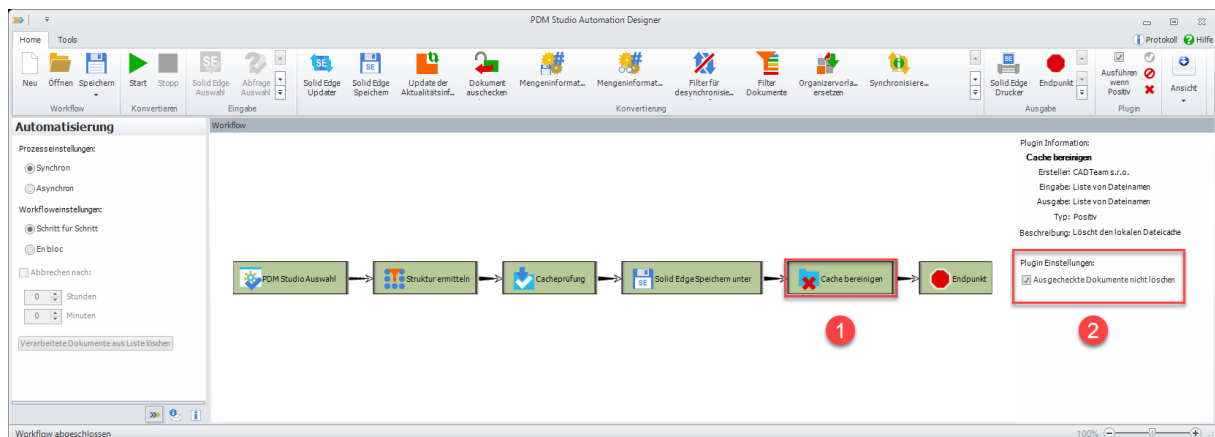 PDM Studio Automation Designer
Home Tools
Protokoll Hilfe
Neu Öffnen Speichern
Start Stopp
Solid Edge Auswahl
Abfrage Auswahl
Solid Edge Updater
Solid Edge Speichern
Update der Aktualitätsinf...
Dokument auschecken
Mengeninformat...
Mengeninformat...
Filter für desynchronisie...
Filter Dokumente
Organizervorla... ersetzen
Synchronisiere...
Solid Edge Drucker
Endpunkt
Ausführen wenn Positiv
Ansicht
Workflow Konvertieren Eingabe Konvertierung Ausgabe Plugin
Automatisierung
Prozesseinstellungen:
Synchron
Asynchron
Workfloweinstellungen:
Schritt für Schritt
En bloc
Abbrechen nach:
0 Stunden
0 Minuten
Verarbeitete Dokumente aus Liste löschen
Workflow
PDM Studio Auswahl
Struktur ermitteln
Cacheprüfung
Solid Edge Speichern unter
Cache bereinigen
Endpunkt
1
Plugin Information:
Cache bereinigen
Ersteller: CADTeam s.r.o.
Eingabe: Liste von Dateinamen
Ausgabe: Liste von Dateinamen
Typ: Positiv
Beschreibung: Löscht den lokalen Dateicache
Plugin Einstellungen:
Ausgecheckte Dokumente nicht löschen
2
Workflow abgeschlossen
100%